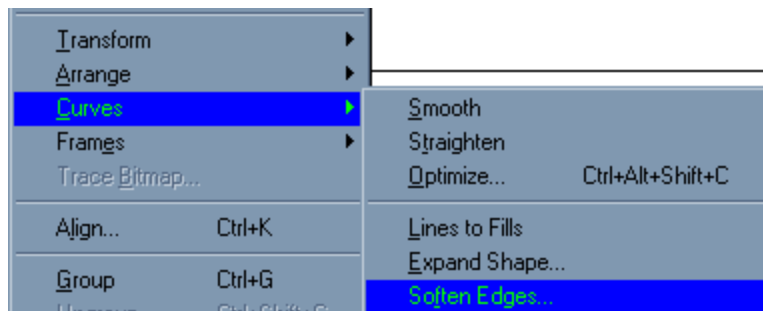 Transform
Arrange
Curves
Frames
Trace Bitmap...
Align... Ctrl+K
Group Ctrl+G
Smooth
Straighten
Optimize... Ctrl+Alt+Shift+C
Lines to Fills
Expand Shape...
Soften Edges...